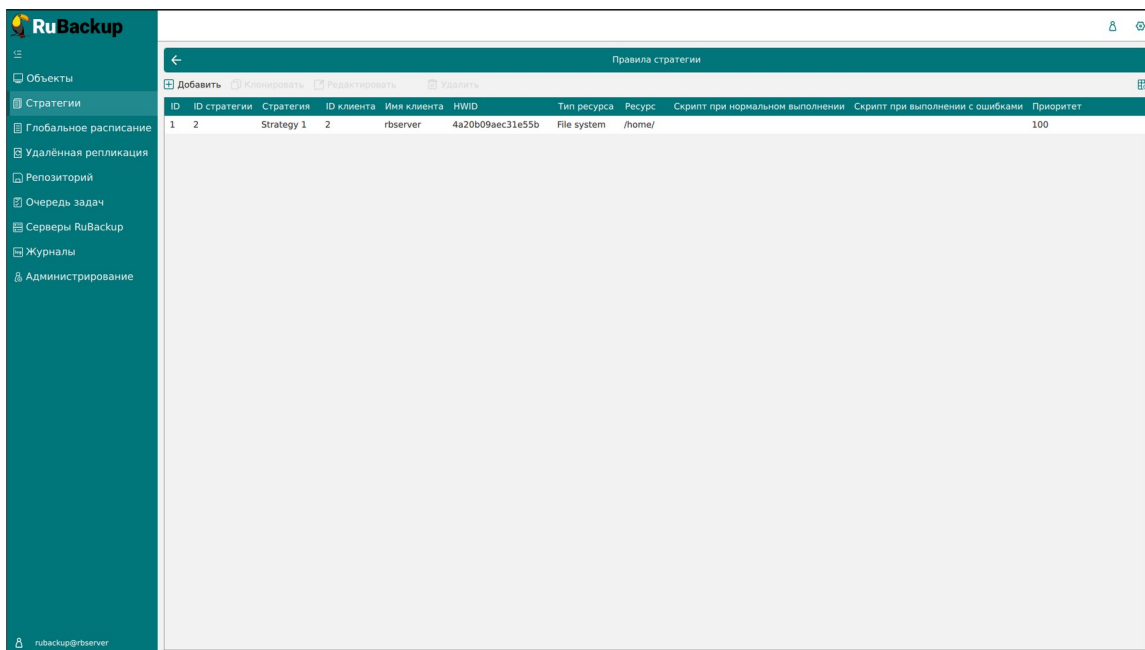 RuBackup
Правила стратегии
Объекты
Стратегии
Глобальное расписание
Удалённая репликация
Репозиторий
Очередь задач
Серверы RuBackup
Журналы
Администрирование
Добавить Клонировать Редактировать Удалить
ID ID стратегии Стратегия ID клиента Имя клиента HWID Тип ресурса Ресурс Скрипт при нормальном выполнении Скрипт при выполнении с ошибками Приоритет
1 2 Strategy 1 2 rbserver 4a20b09aec31e55b File system /home/ 100
rubackup@rbserver